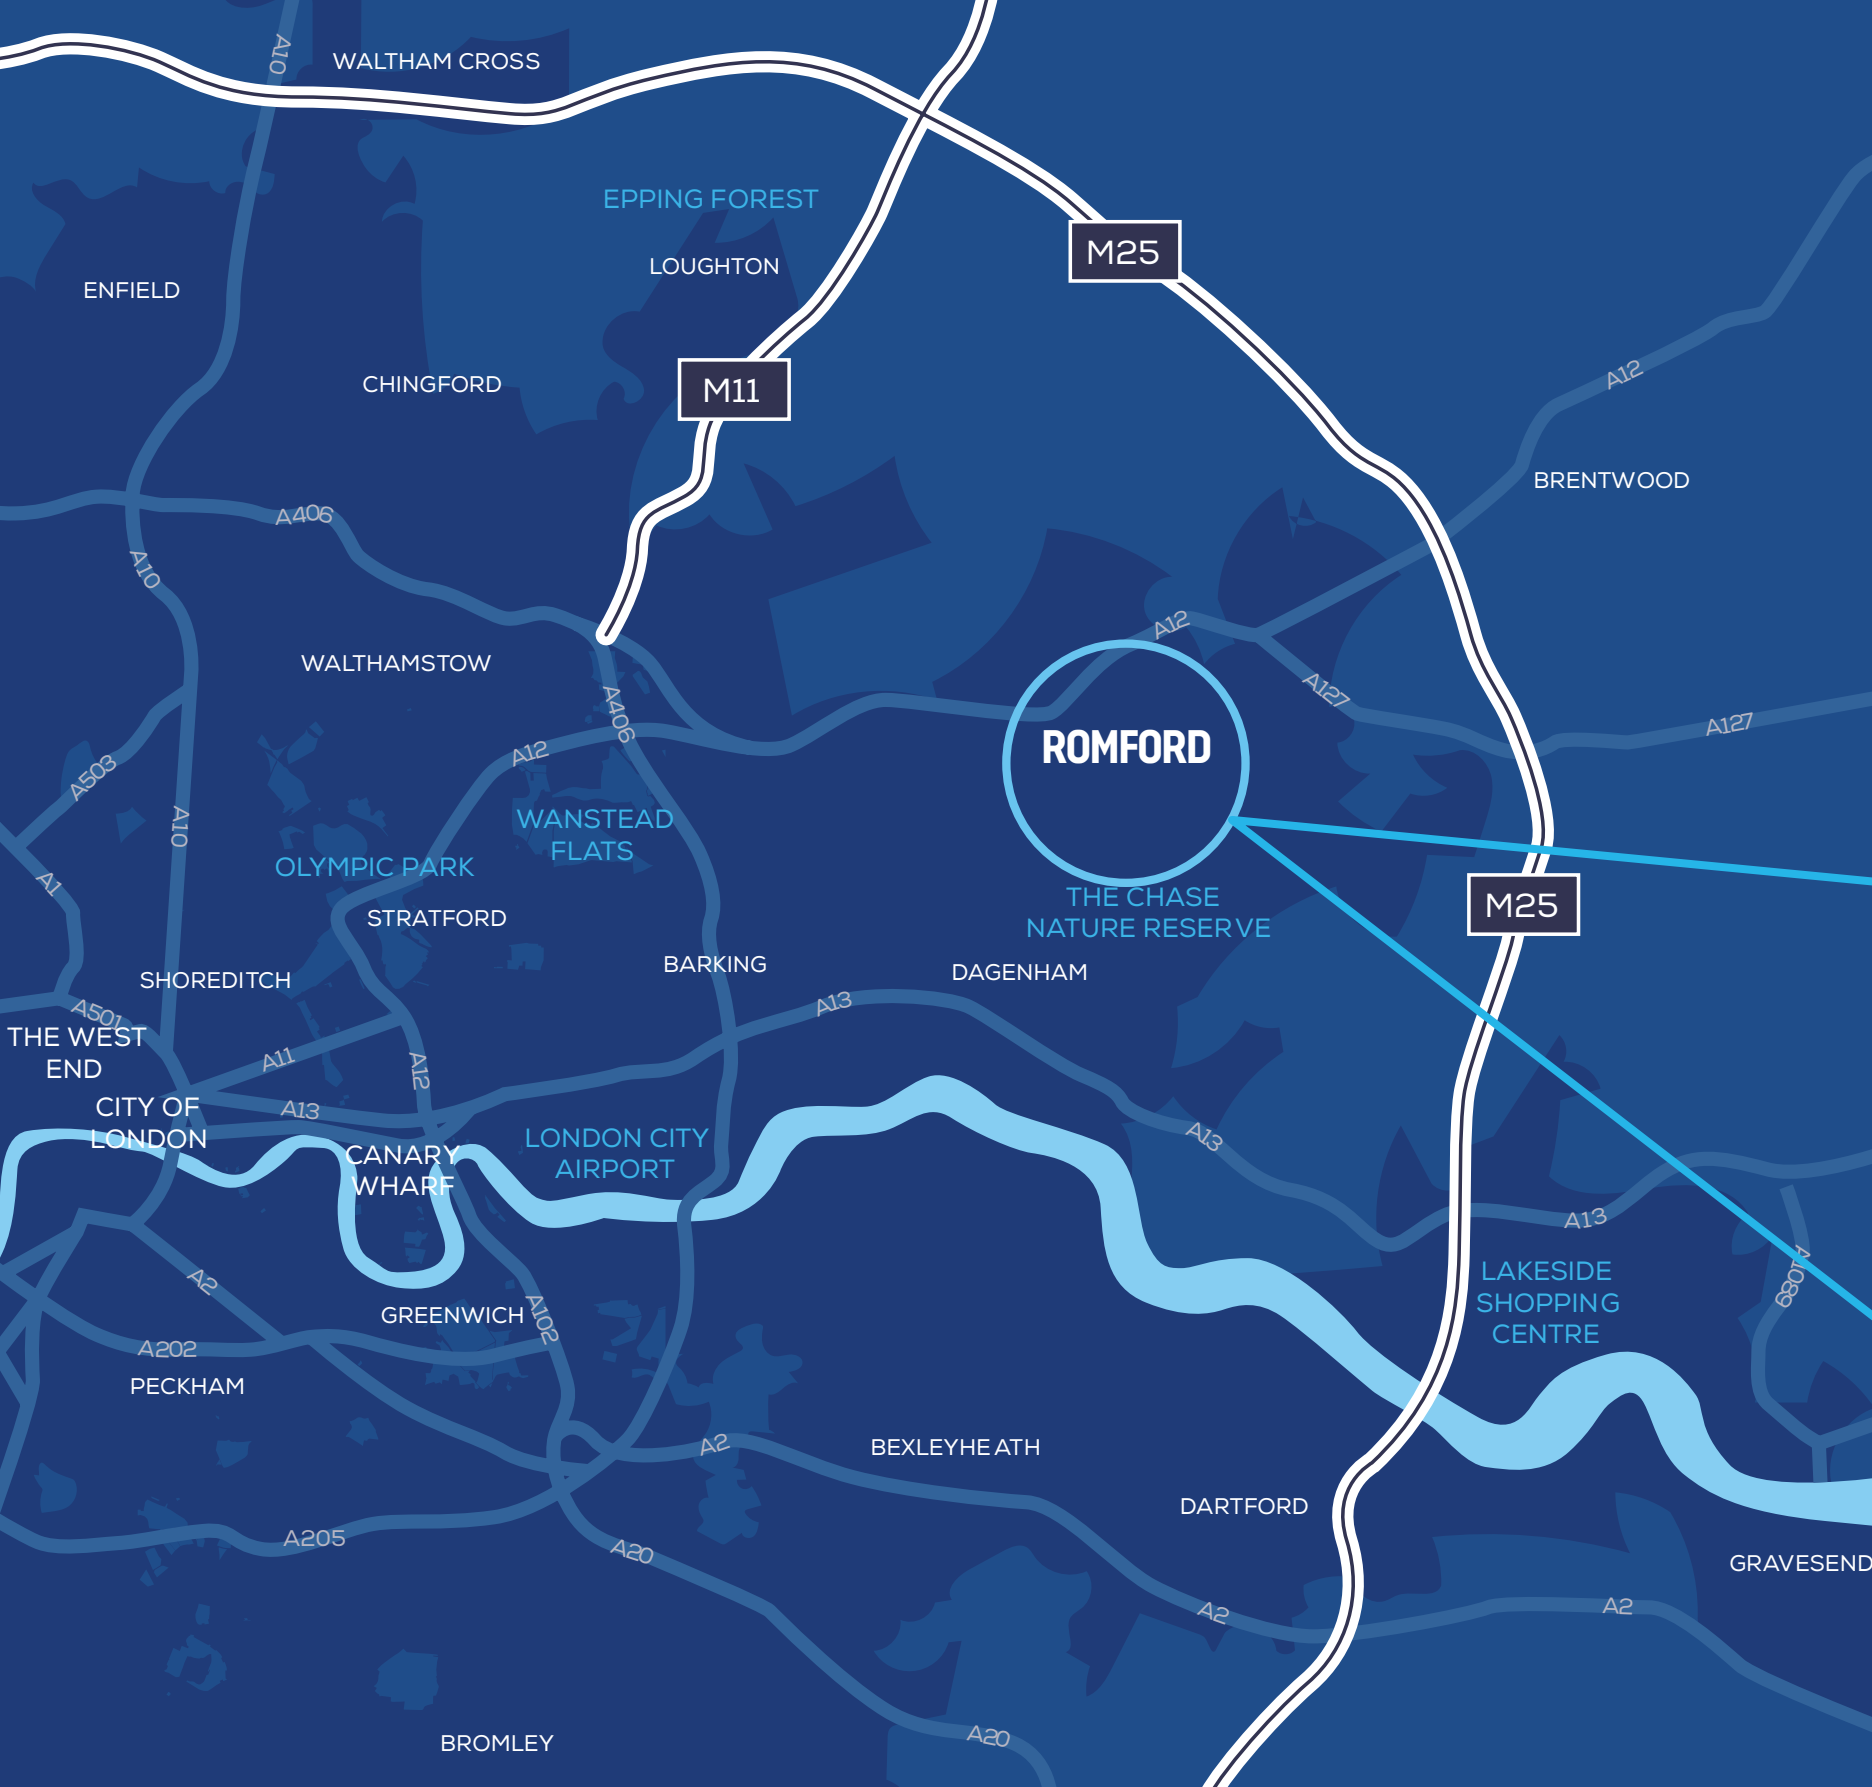 A10
WALTHAM CROSS
EPPING FOREST
M25
LOUGHTON
ENFIELD
CHINGFORD
M11
A12
BRENTWOOD
A406
A10
A12
WALTHAMSTOW
A127
A406
A127
ROMFORD
A12
A503
WANSTEAD
FLATS
A10
OLYMPIC PARK
A1
THE CHASE
NATURE RESERVE
M25
STRATFORD
BARKING
DAGENHAM
SHOREDITCH
A13
A501
THE WEST
END
A11
A12
CITY OF
LONDON
A13
A13
LONDON CITY
AIRPORT
CANARY
WHARF
A13
A1089
LAKESIDE
SHOPPING
CENTRE
A2
GREENWICH
A102
A202
PECKHAM
A2
BEXLEYHEATH
DARTFORD
A205
A20
GRAVESEND
A2
A2
A20
BROMLEY